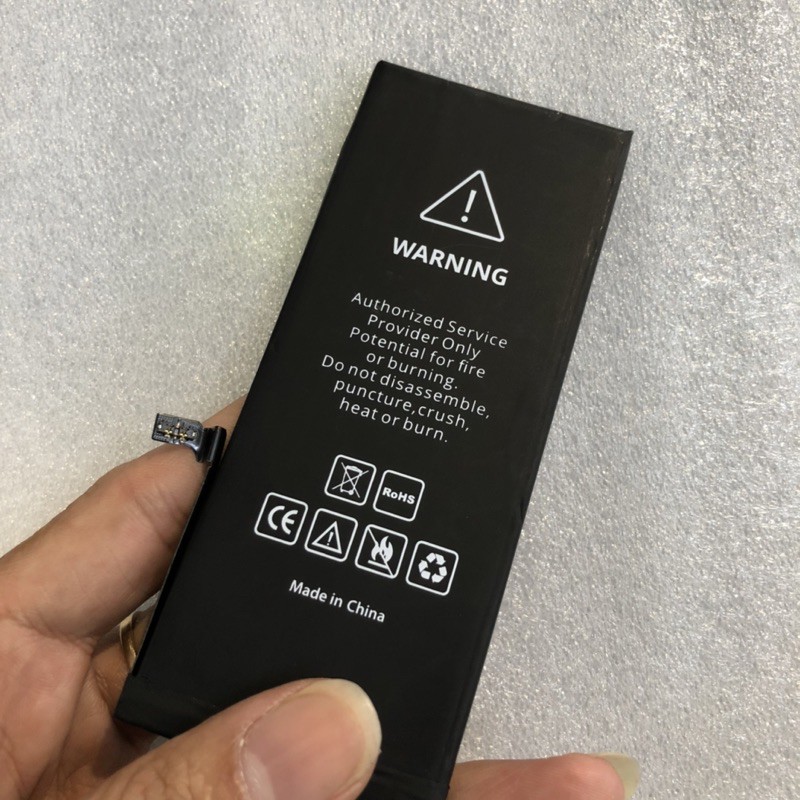 !
WARNING
Authorized Service
Provider Only
Potential for fire
or burning.
Do not disassemble,
puncture,crush,
heat or burn.
RoHS
CE
!
Made in China